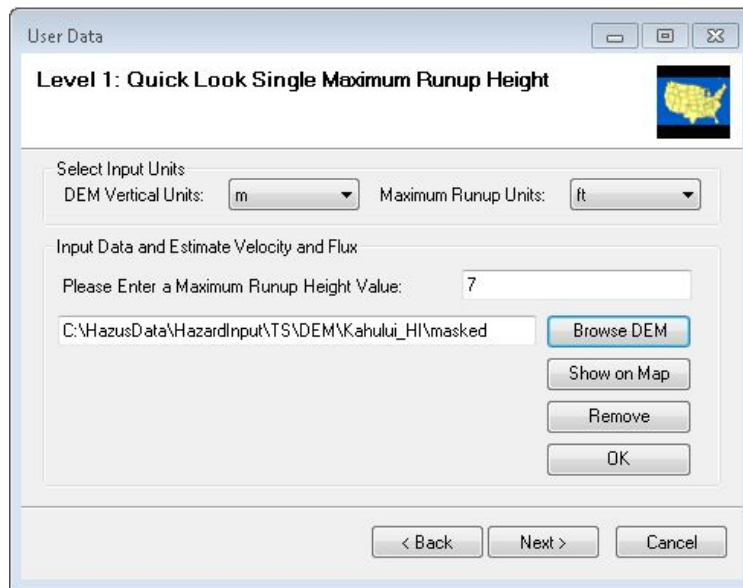 User Data
Level 1: Quick Look Single Maximum Runup Height
Select Input Units
DEM Vertical Units: m Maximum Runup Units: ft
Input Data and Estimate Velocity and Flux
Please Enter a Maximum Runup Height Value: 7
C:\HazusData\HazardInput\TS\DEM\Kahului_HI\masked Browse DEM
Show on Map
Remove
OK
< Back Next > Cancel